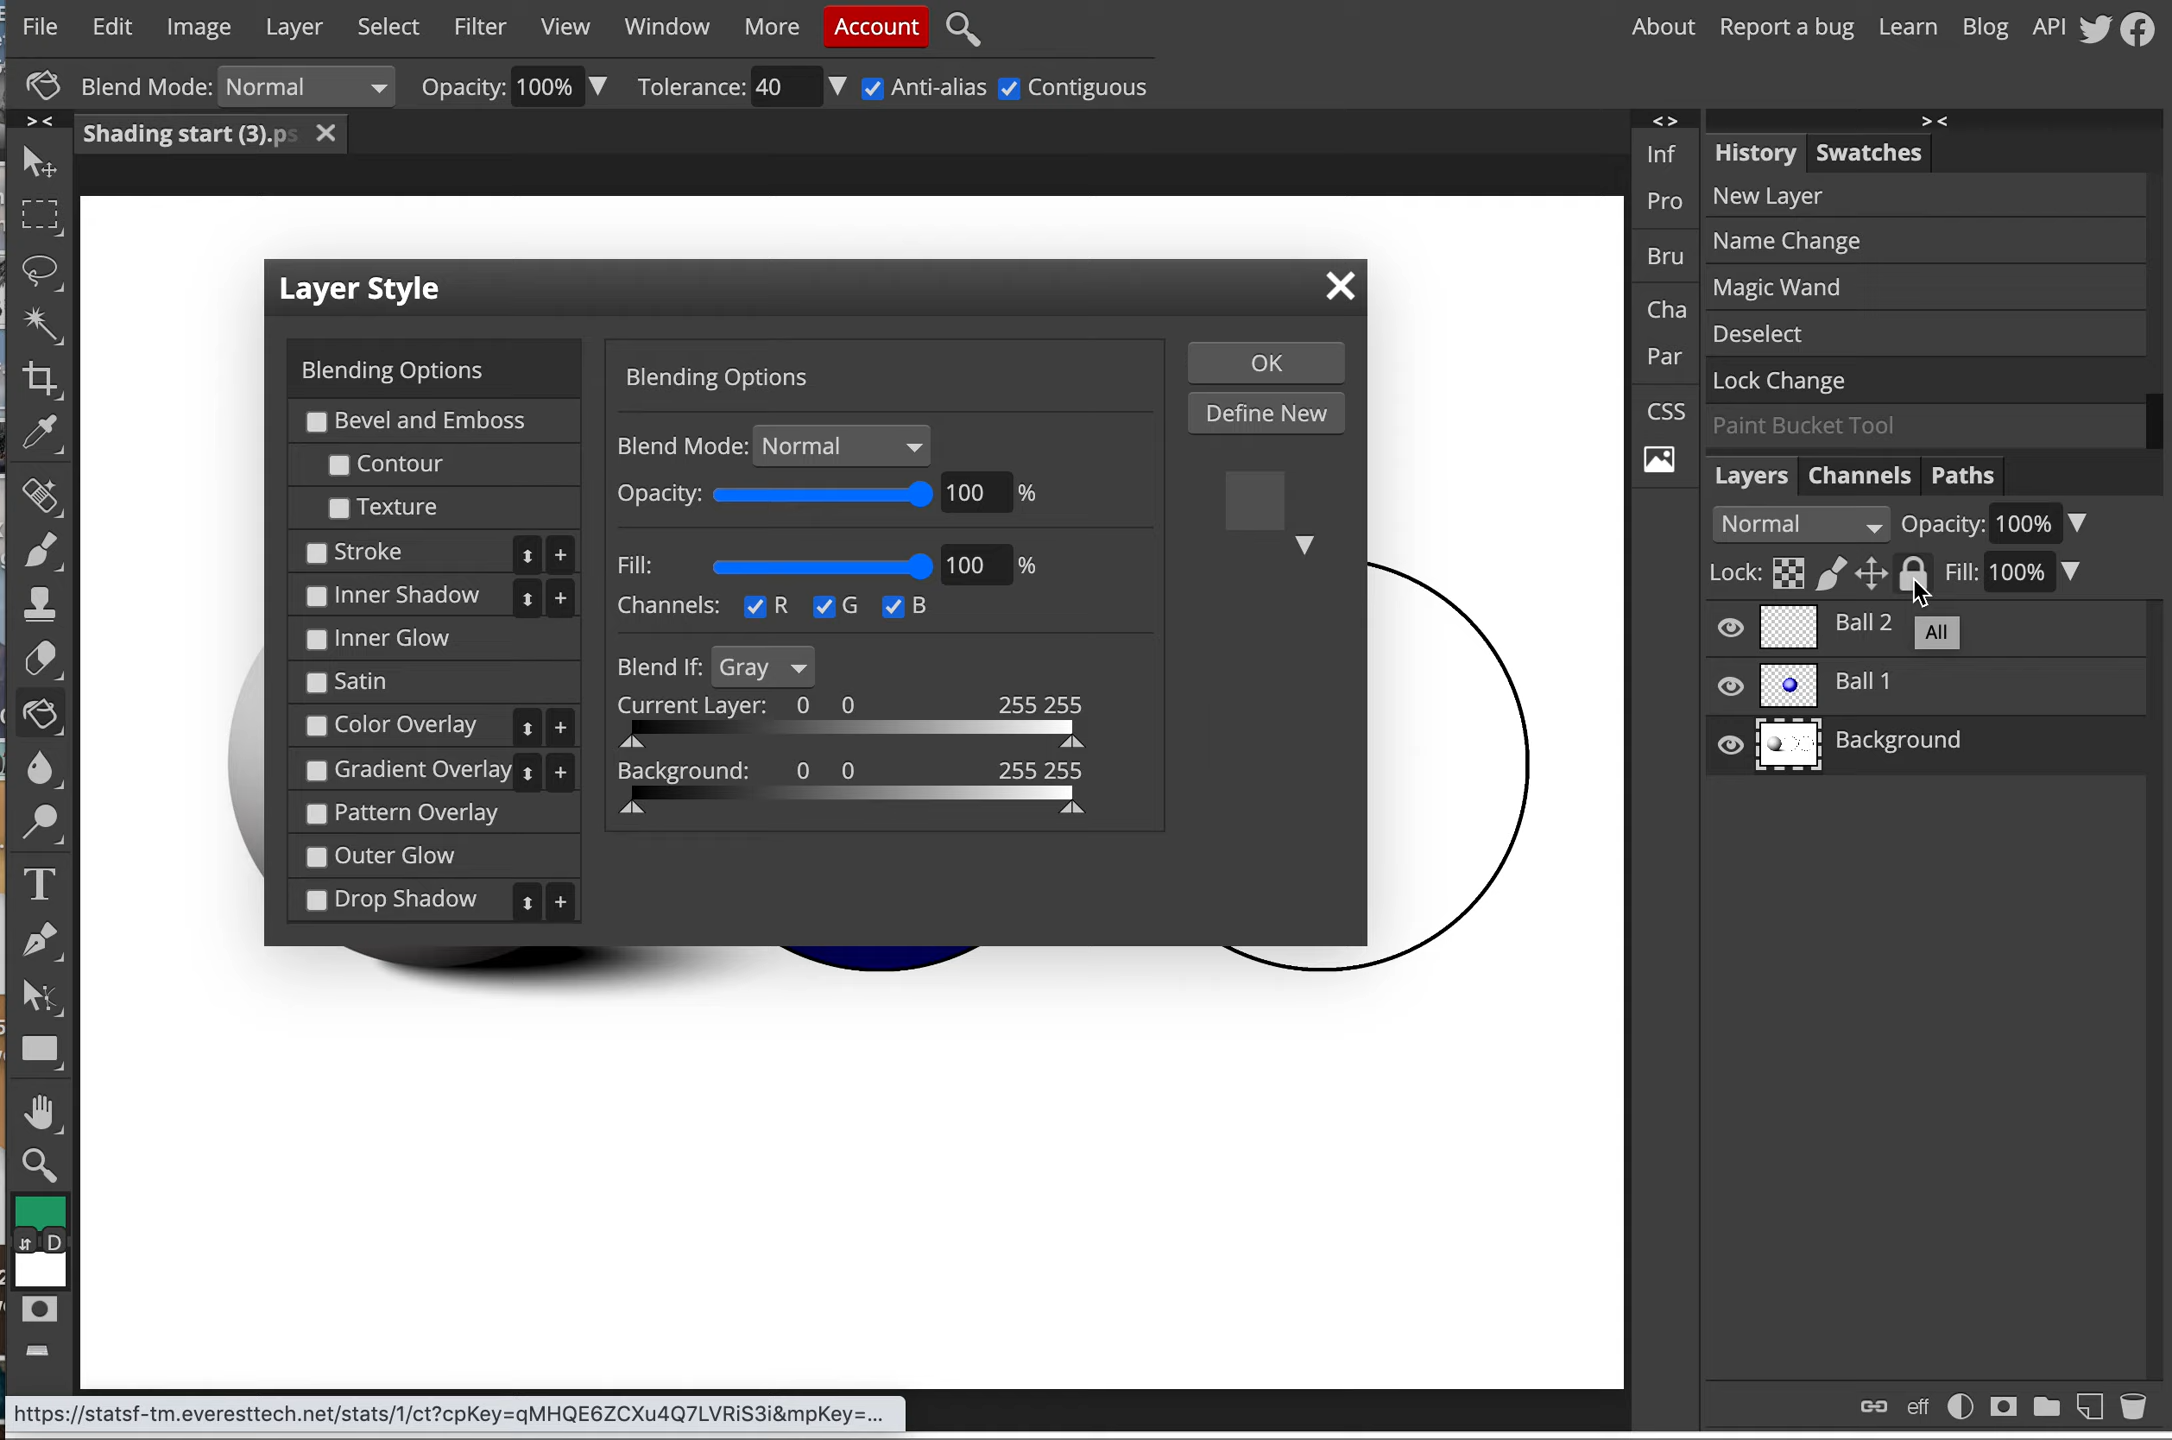 File Edit Image Layer Select Filter View Window More Account About Report a bug Learn Blog API
Blend Mode: Normal Opacity: 100% Tolerance: 40 Anti-alias Contiguous
> < < > > <
Shading start (3).ps
Inf
Pro
Bru
Cha
Par
CSS
History Swatches
New Layer
Name Change
Magic Wand
Deselect
Lock Change
Paint Bucket Tool
Layers Channels Paths
Normal Opacity: 100%
Lock: Fill: 100%
Ball 2
All
Ball 1
Background
Layer Style
Blending Options
Bevel and Emboss
Contour
Texture
Stroke +
Inner Shadow +
Inner Glow
Satin
Color Overlay +
Gradient Overlay +
Pattern Overlay
Outer Glow
Drop Shadow +
Blending Options
Blend Mode: Normal
Opacity: 100 %
Fill: 100 %
Channels: R G B
Blend If: Gray
Current Layer: 0 0 255 255
Background: 0 0 255 255
OK
Define New
D
https://statsf-tm.everesttech.net/stats/1/ct?cpKey=qMHQE6ZCXu4Q7LVRiS3i&mpKey=...
eff